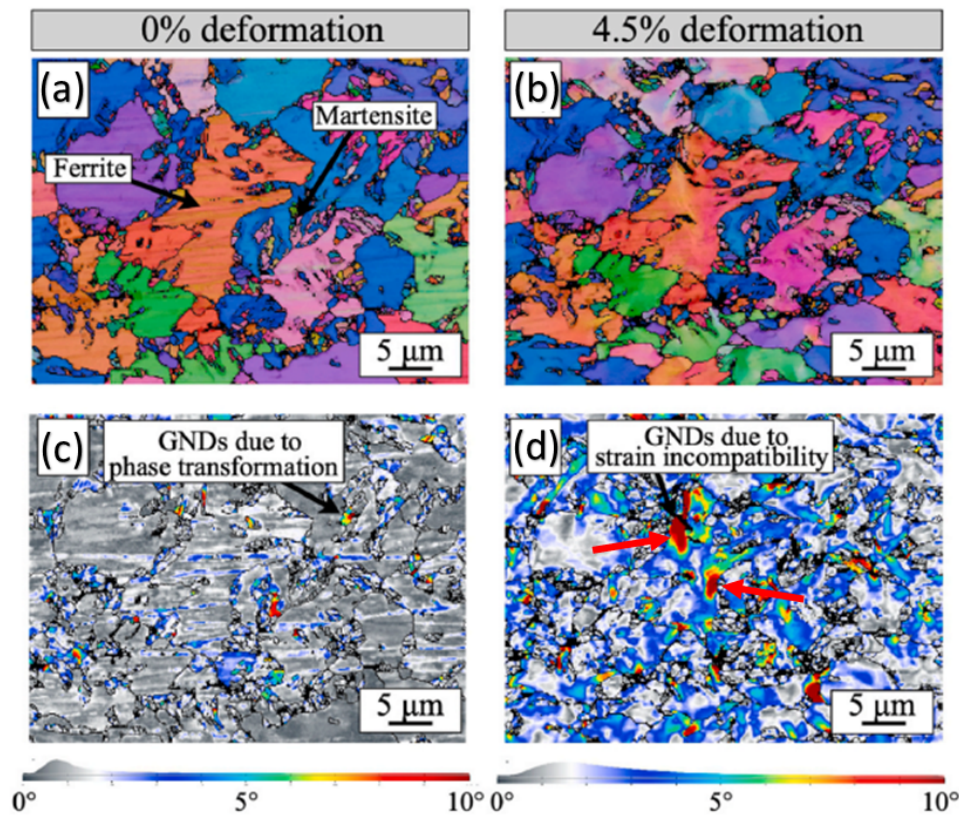 0% deformation
4.5% deformation
(a)
Martensite
Ferrite
5 μm
(b)
5 μm
(c)
GNDs due to
phase transformation
5 μm
(d)
GNDs due to
strain incompatibility
5 μm
0°
5°
10°
0°
5°
10°